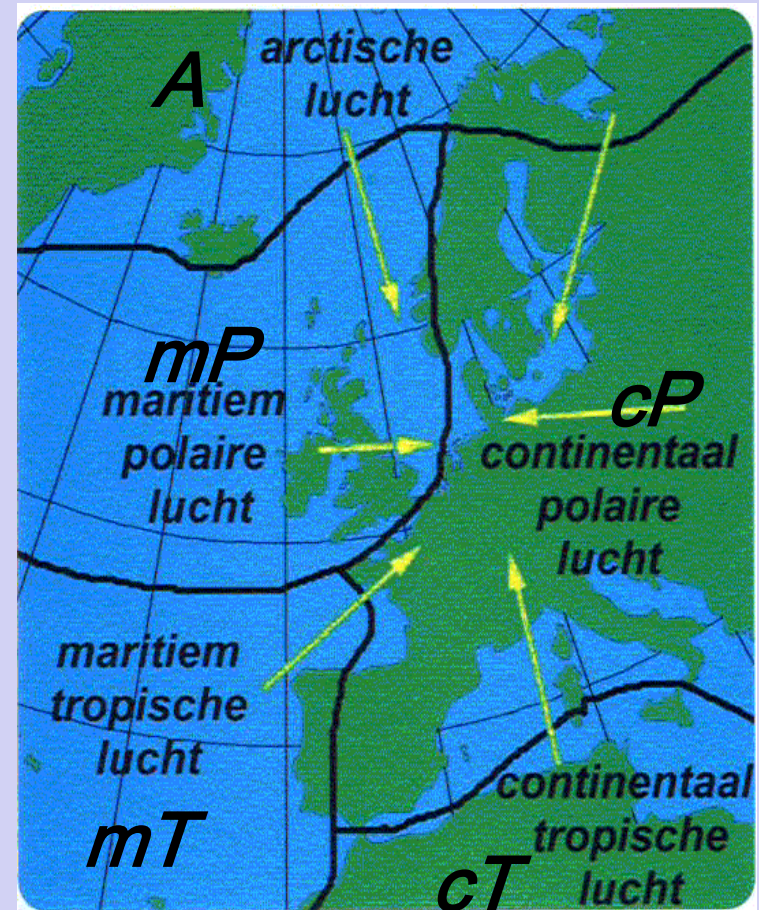 A
arctische
lucht
mP
maritiem
polaire
lucht
cP
continentaal
polaire
lucht
maritiem
tropische
lucht
mT
continentaal
tropische
lucht
cT